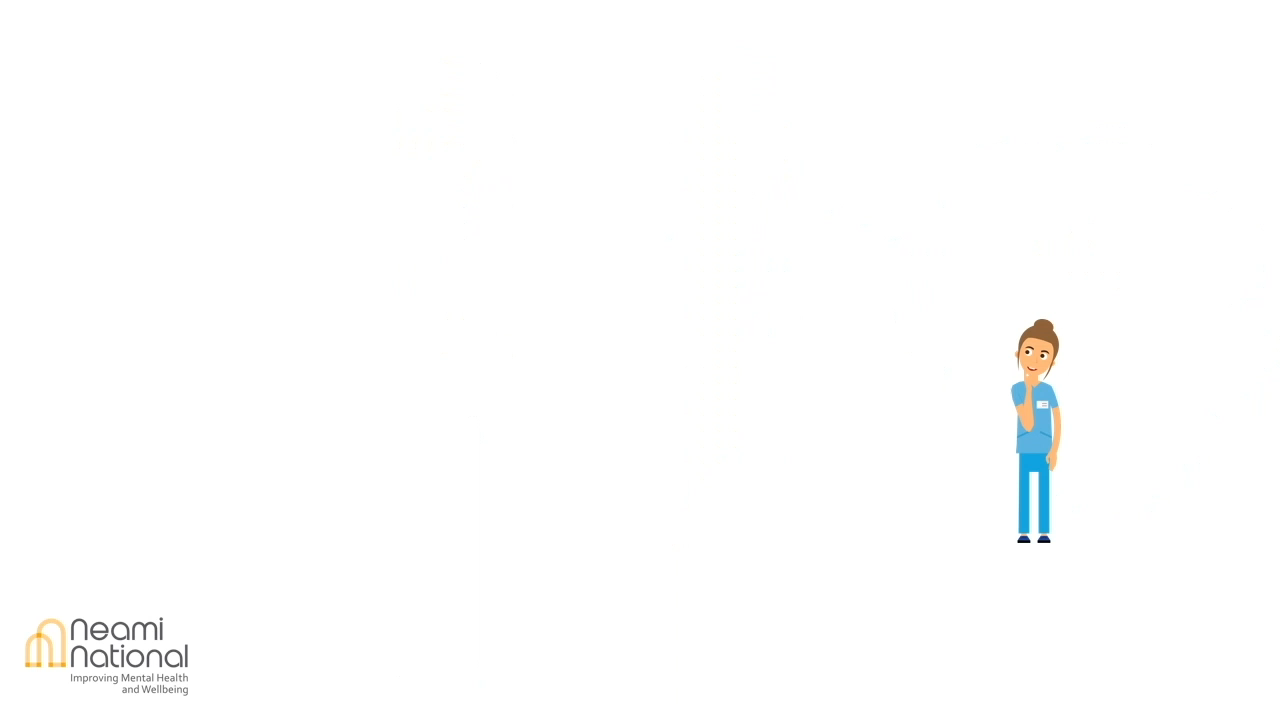 Neami
National
Improving Mental Health
and Wellbeing